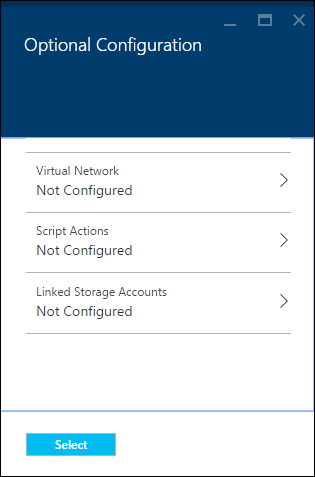 Optional Configuration
Virtual Network
Not Configured
Script Actions
Not Configured
Linked Storage Accounts
Not Configured
Select